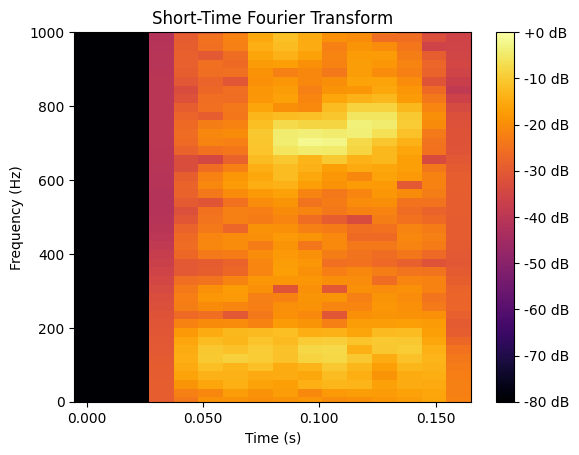 Short-Time Fourier Transform
1000
800
600
400
200
0
Frequency (Hz)
0.000
0.050
0.100
0.150
Time (s)
+0 dB
-10 dB
-20 dB
-30 dB
-40 dB
-50 dB
-60 dB
-70 dB
-80 dB